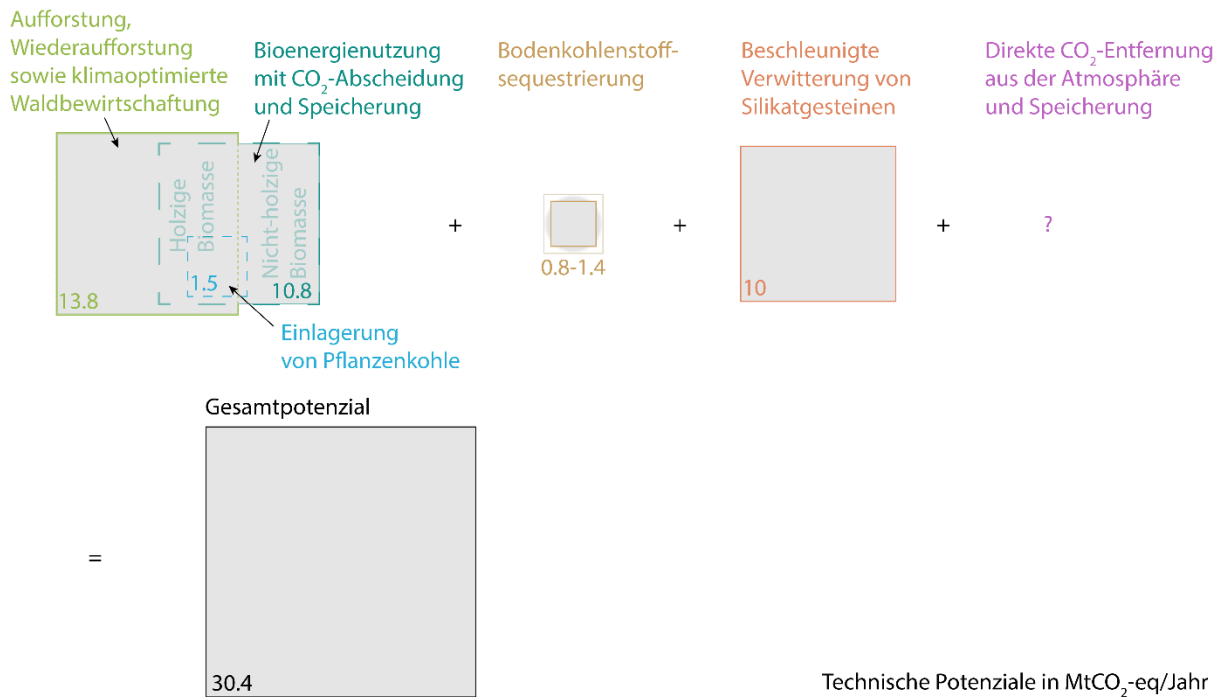 Aufforstung,
Wiederaufforstung
sowie klimaoptimierte
Waldbewirtschaftung
Bioenergienutzung
mit CO₂-Abscheidung
und Speicherung
Bodenkohlenstoff-
sequestrierung
Beschleunigte
Verwitterung von
Silikatgesteinen
Direkte CO₂-Entfernung
aus der Atmosphäre
und Speicherung
Holzige
Biomasse
Nicht-holzige
Biomasse
13.8
1.5
10.8
+
0.8-1.4
+
10
+
?
Einlagerung
von Pflanzenkohle
Gesamtpotenzial
=
30.4
Technische Potenziale in MtCO₂-eq/Jahr